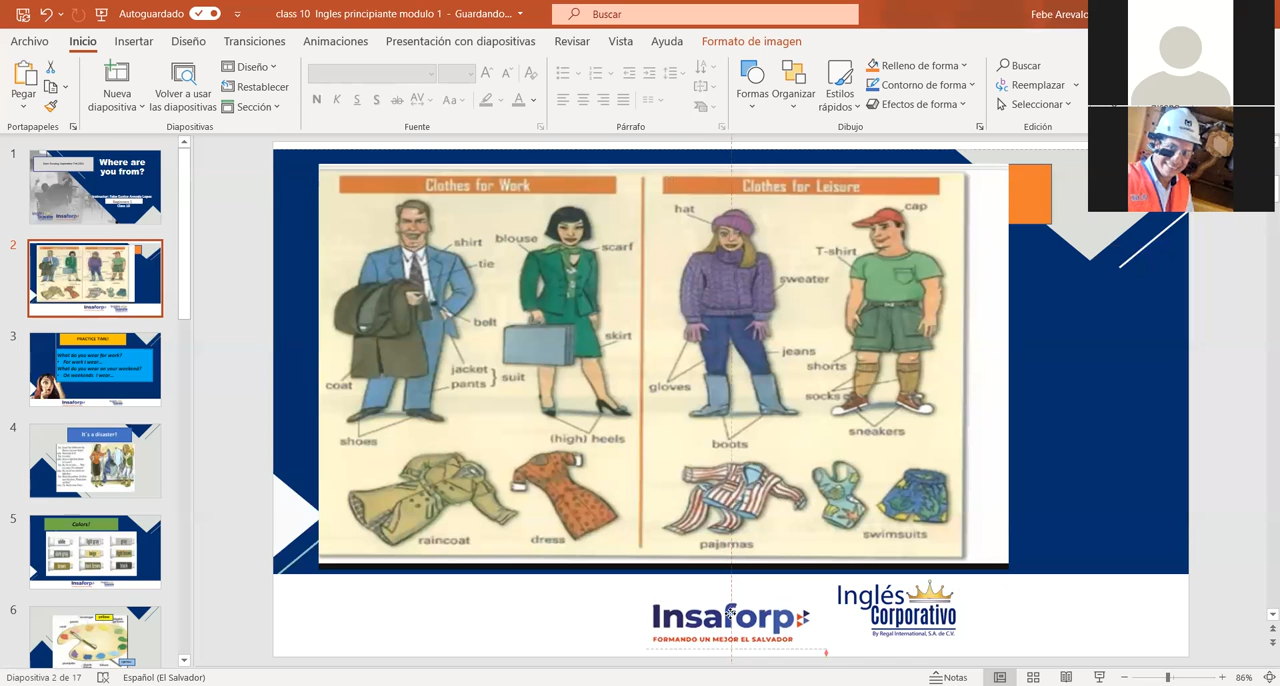 Autoguardado
class 10 Ingles principiante modulo 1 - Guardando...
Buscar
Febe Arevalo
Archivo
Inicio
Insertar
Diseño
Transiciones
Animaciones
Presentación con diapositivas
Revisar
Vista
Ayuda
Formato de imagen
Pegar
Nueva diapositiva
Volver a usar las diapositivas
Diseño
Restablecer
Sección
Formas
Organizar
Estilos rápidos
Relleno de forma
Contorno de forma
Efectos de forma
Buscar
Reemplazar
Seleccionar
Portapapeles
Diapositivas
Fuente
Párrafo
Dibujo
Edición
1
Where are you from?
2
3
PRACTICE TIME!
What do you wear for work?
For work I wear...
What do you wear on your weekend?
On weekends I wear...
4
It's a disaster!
5
Colors!
6
Clothes for Work
Clothes for Leisure
shirt
blouse
scarf
tie
belt
skirt
jacket
pants
suit
coat
shoes
(high) heels
raincoat
dress
hat
cap
T-shirt
sweater
jeans
shorts
gloves
socks
sneakers
boots
pajamas
swimsuits
Insaforp
FORMANDO UN MEJOR EL SALVADOR
Inglés
Corporativo
By Regal International, S.A. de C.V.
Diapositiva 2 de 17
Español (El Salvador)
Notas
86%